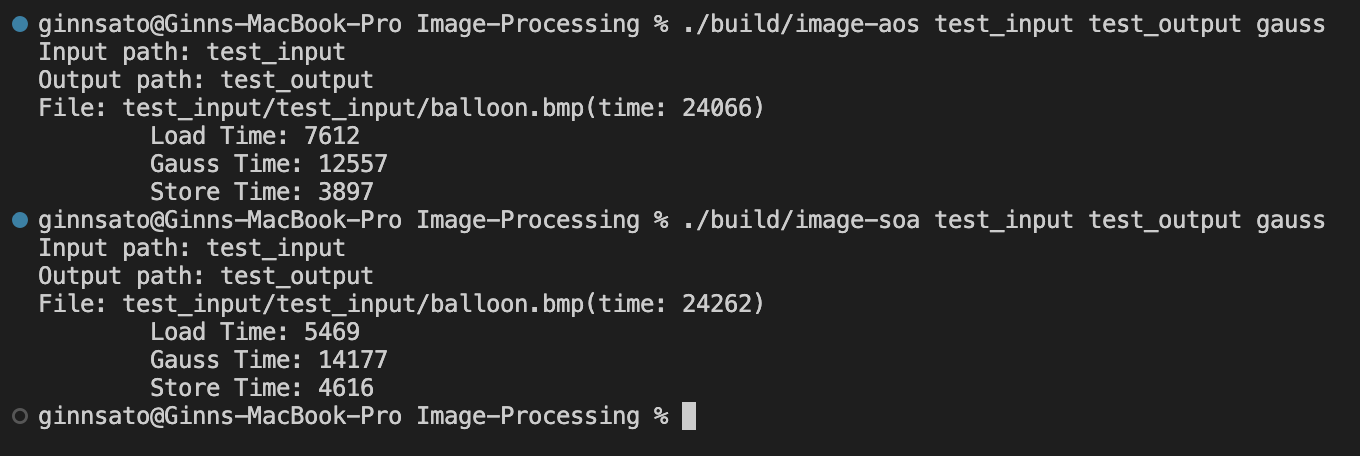 ginnsato@Ginns-MacBook-Pro Image-Processing % ./build/image-aos test_input test_output gauss
Input path: test_input
Output path: test_output
File: test_input/test_input/balloon.bmp(time: 24066)
Load Time: 7612
Gauss Time: 12557
Store Time: 3897
ginnsato@Ginns-MacBook-Pro Image-Processing % ./build/image-soa test_input test_output gauss
Input path: test_input
Output path: test_output
File: test_input/test_input/balloon.bmp(time: 24262)
Load Time: 5469
Gauss Time: 14177
Store Time: 4616
ginnsato@Ginns-MacBook-Pro Image-Processing %